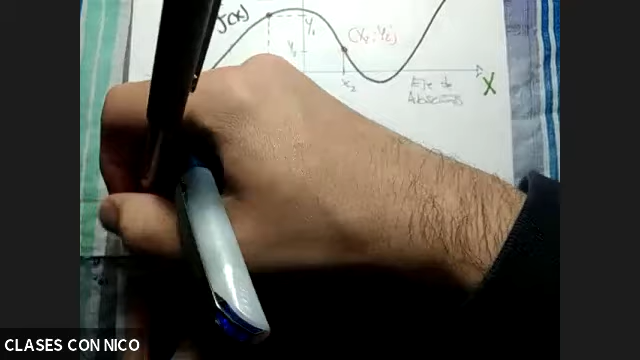 f(x)
y₁
(x₂; y₂)
y₂
x₂
Eje de
Abscisas
X
CLASES CON NICO